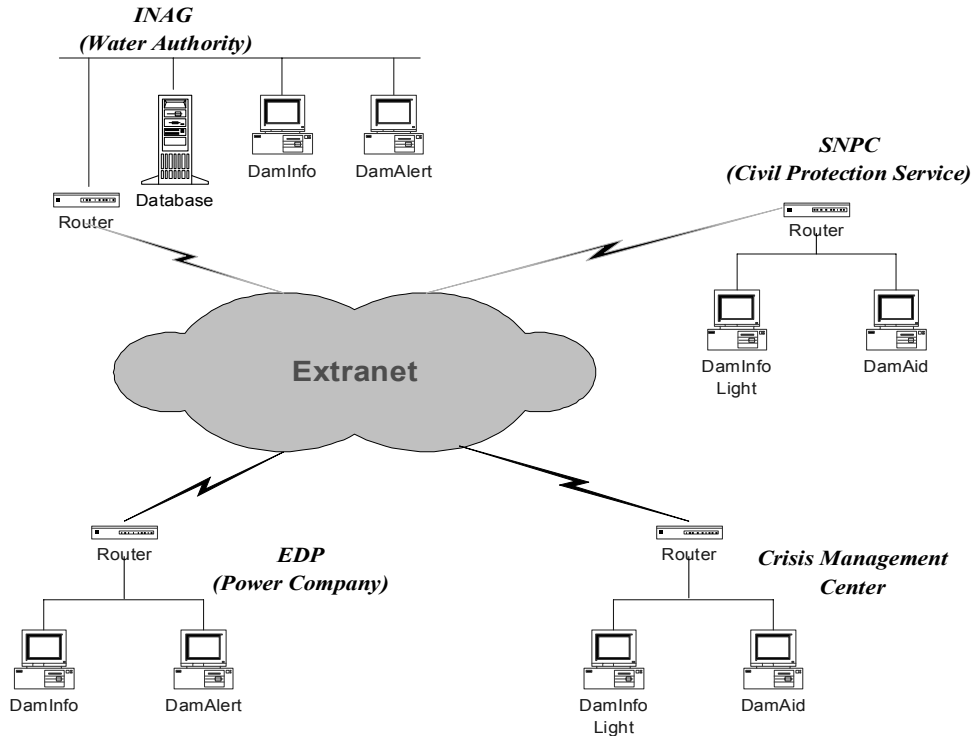 INAG
(Water Authority)
DamInfo
DamAlert
Database
Router
SNPC
(Civil Protection Service)
Router
DamInfo
Light
DamAid
Extranet
Router
EDP
(Power Company)
DamInfo
DamAlert
Router
Crisis Management
Center
DamInfo
Light
DamAid